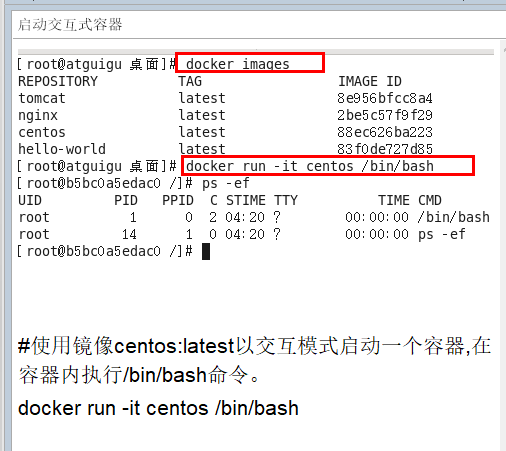 启动交互式容器
[root@atguigu 桌面]# docker images
REPOSITORY TAG IMAGE ID
tomcat latest 8e956bfcc8a4
nginx latest 2be5c57f9f29
centos latest 88ec626ba223
hello-world latest 83f0de727d85
[root@atguigu 桌面]# docker run -it centos /bin/bash
[root@b5bc0a5edac0 /]# ps -ef
UID PID PPID C STIME TTY TIME CMD
root 1 0 2 04:20 ? 00:00:00 /bin/bash
root 14 1 0 04:20 ? 00:00:00 ps -ef
[root@b5bc0a5edac0 /]#
#使用镜像centos:latest以交互模式启动一个容器,在
容器内执行/bin/bash命令。
docker run -it centos /bin/bash